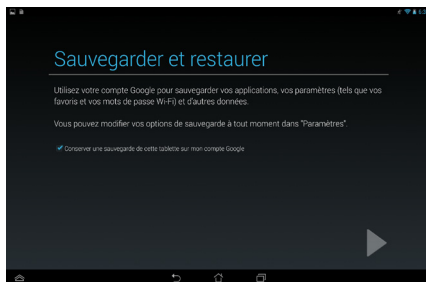 Sauvegarder et restaurer
Utilisez votre compte Google pour sauvegarder vos applications, vos paramètres (tels que vos
favoris et vos mots de passe Wi-Fi) et d'autres données.
Vous pouvez modifier vos options de sauvegarde à tout moment dans "Paramètres".
Conserver une sauvegarde de cette tablette sur mon compte Google